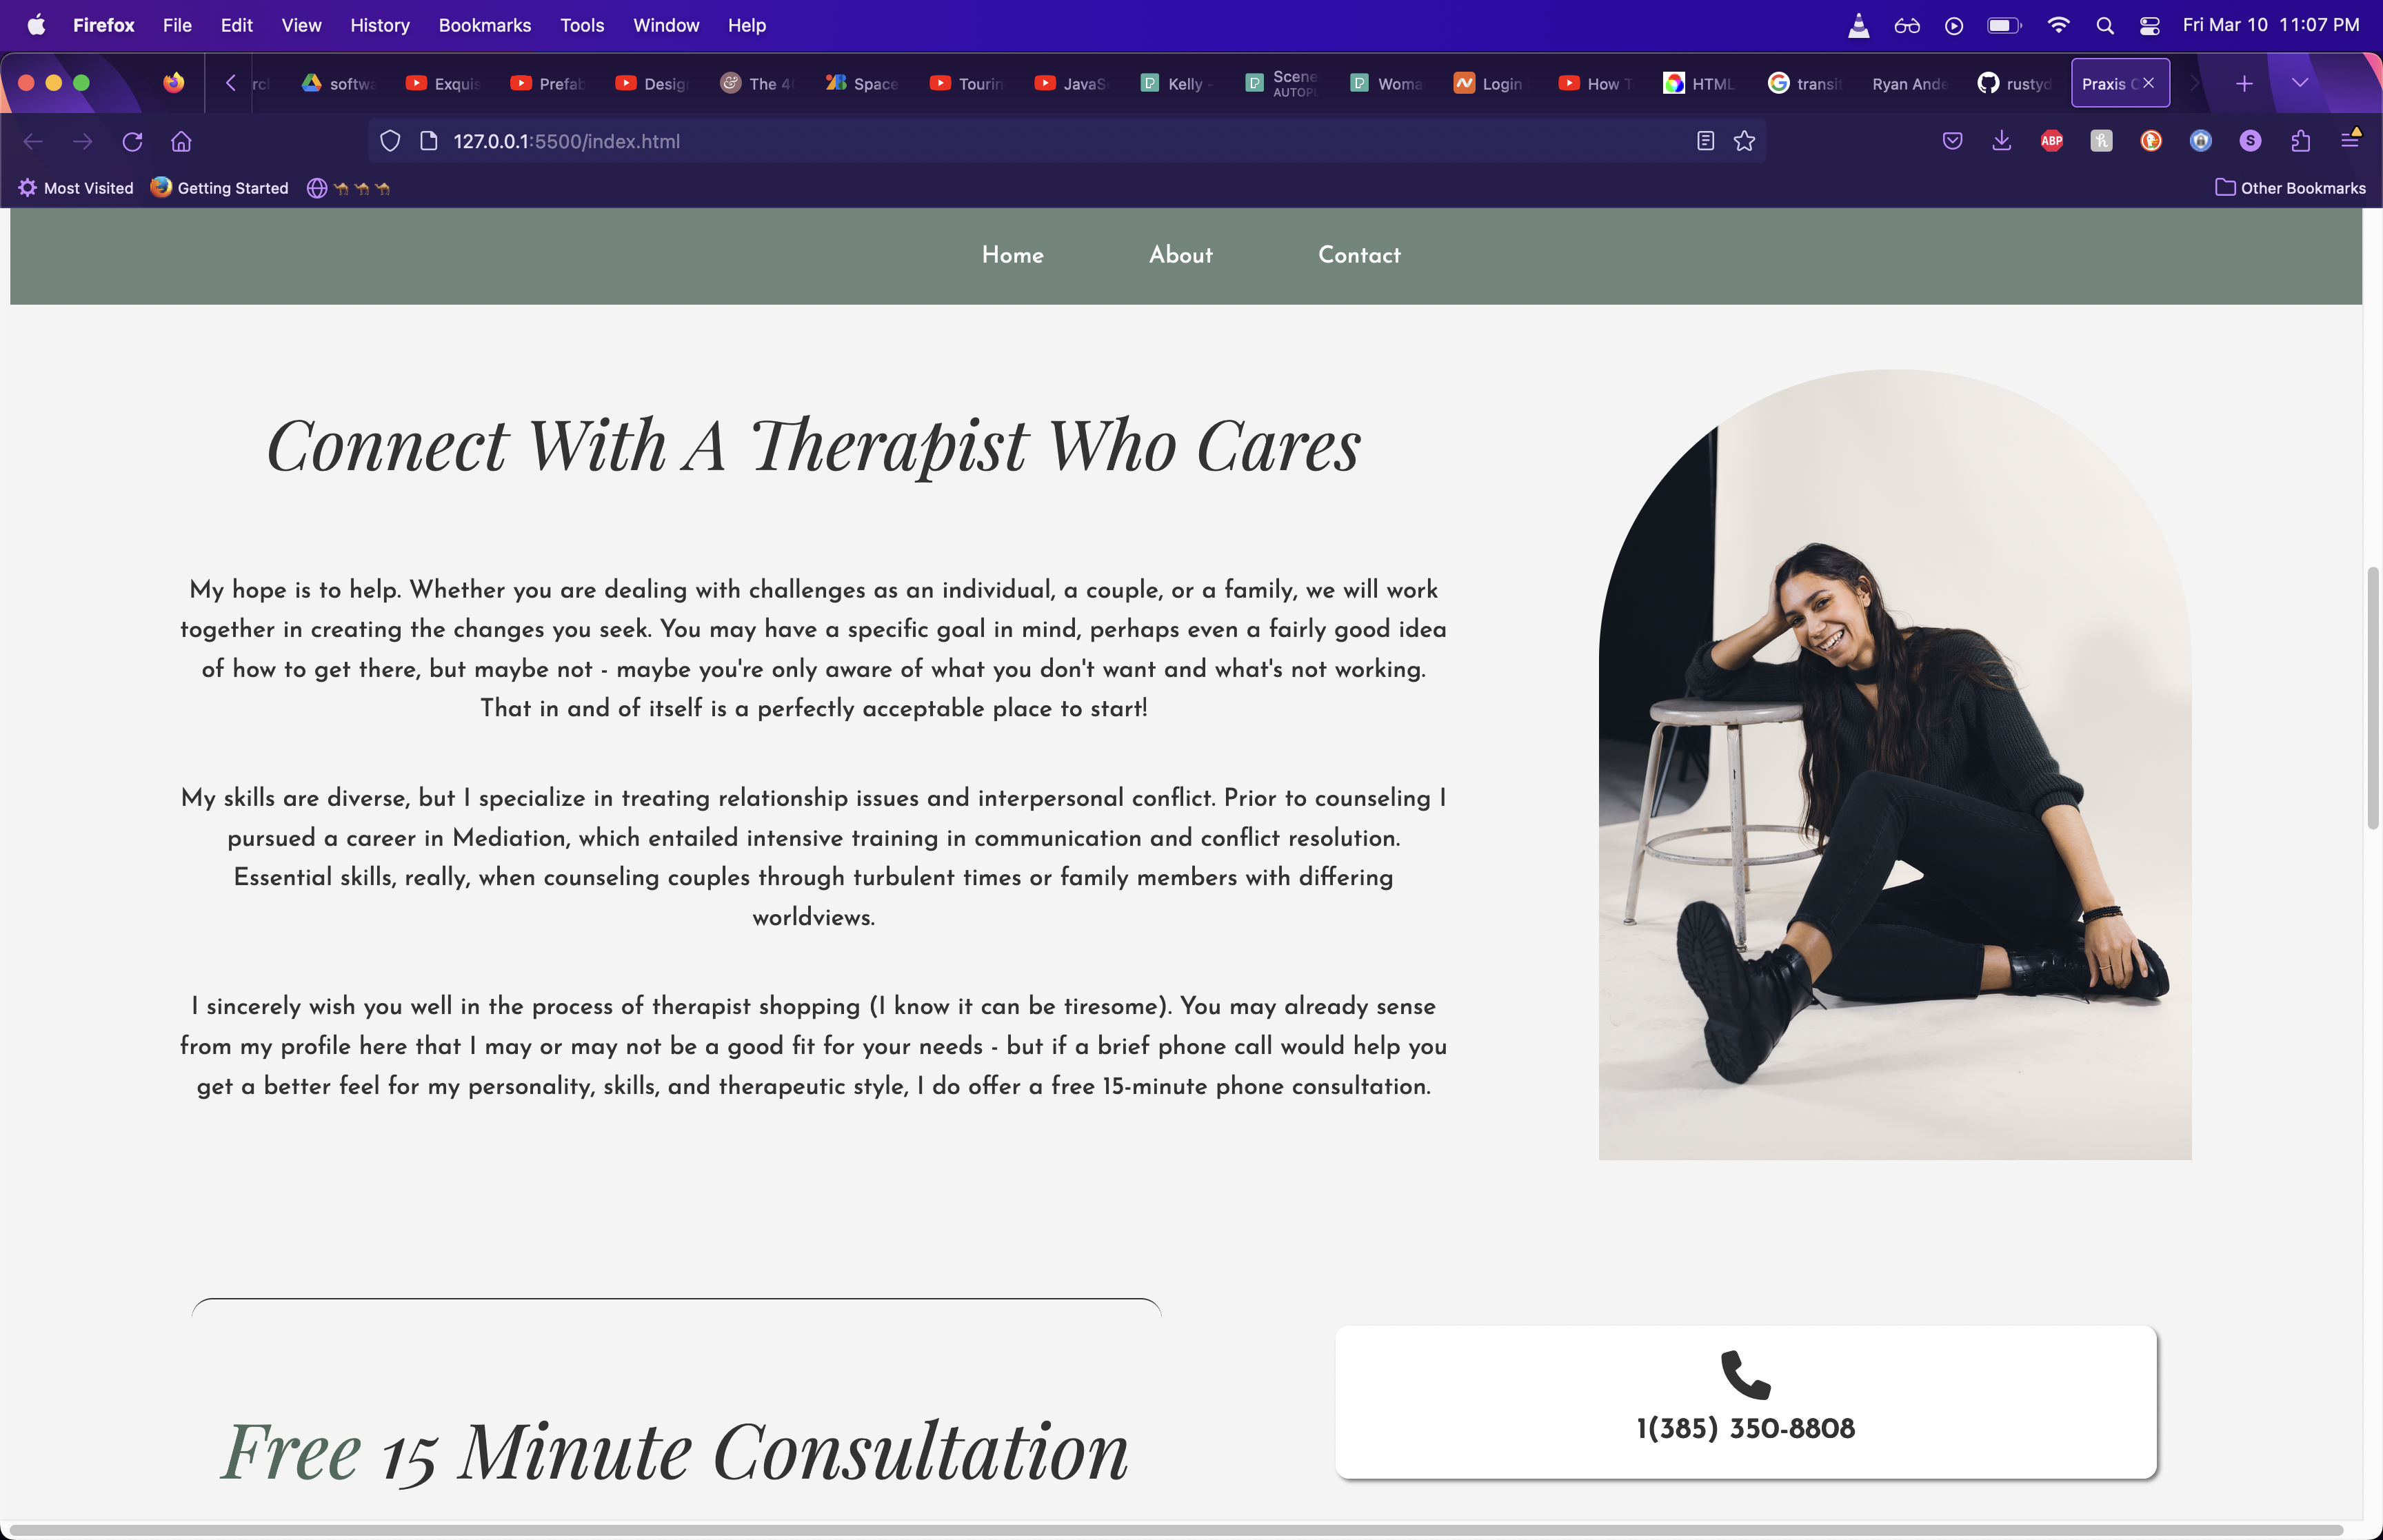 Firefox File Edit View History Bookmarks Tools Window Help Fri Mar 10 11:07 PM
softw Exquis Prefab Design The 4 Space Tourin JavaS Kelly - Scene Woma Login How T HTML transit Ryan Ande rustyd Praxis C
AUTOPL
127.0.0.1:5500/index.html ABP S
Most Visited Getting Started Other Bookmarks
Home About Contact
Connect With A Therapist Who Cares
My hope is to help. Whether you are dealing with challenges as an individual, a couple, or a family, we will work
together in creating the changes you seek. You may have a specific goal in mind, perhaps even a fairly good idea
of how to get there, but maybe not - maybe you're only aware of what you don't want and what's not working.
That in and of itself is a perfectly acceptable place to start!
My skills are diverse, but I specialize in treating relationship issues and interpersonal conflict. Prior to counseling I
pursued a career in Mediation, which entailed intensive training in communication and conflict resolution.
Essential skills, really, when counseling couples through turbulent times or family members with differing
worldviews.
I sincerely wish you well in the process of therapist shopping (I know it can be tiresome). You may already sense
from my profile here that I may or may not be a good fit for your needs - but if a brief phone call would help you
get a better feel for my personality, skills, and therapeutic style, I do offer a free 15-minute phone consultation.
Free 15 Minute Consultation
1(385) 350-8808